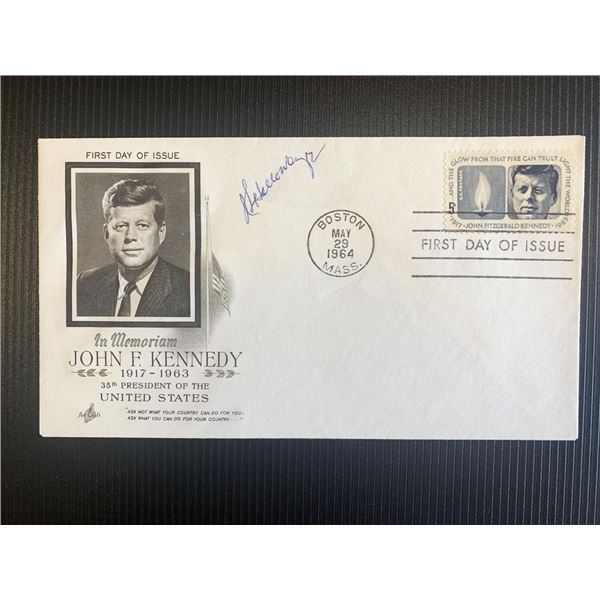 FIRST DAY OF ISSUE
In Memoriam
JOHN F. KENNEDY
1917 - 1963
35th PRESIDENT OF THE
UNITED STATES
"ASK NOT WHAT YOUR COUNTRY CAN DO FOR YOU -
ASK WHAT YOU CAN DO FOR YOUR COUNTRY . . ."
Art Craft
Holloway jr
BOSTON
MAY
29
1964
MASS.
AND THE GLOW FROM THAT FIRE CAN TRULY LIGHT THE WORLD
5
1917 · JOHN FITZGERALD KENNEDY · 1963
FIRST DAY OF ISSUE